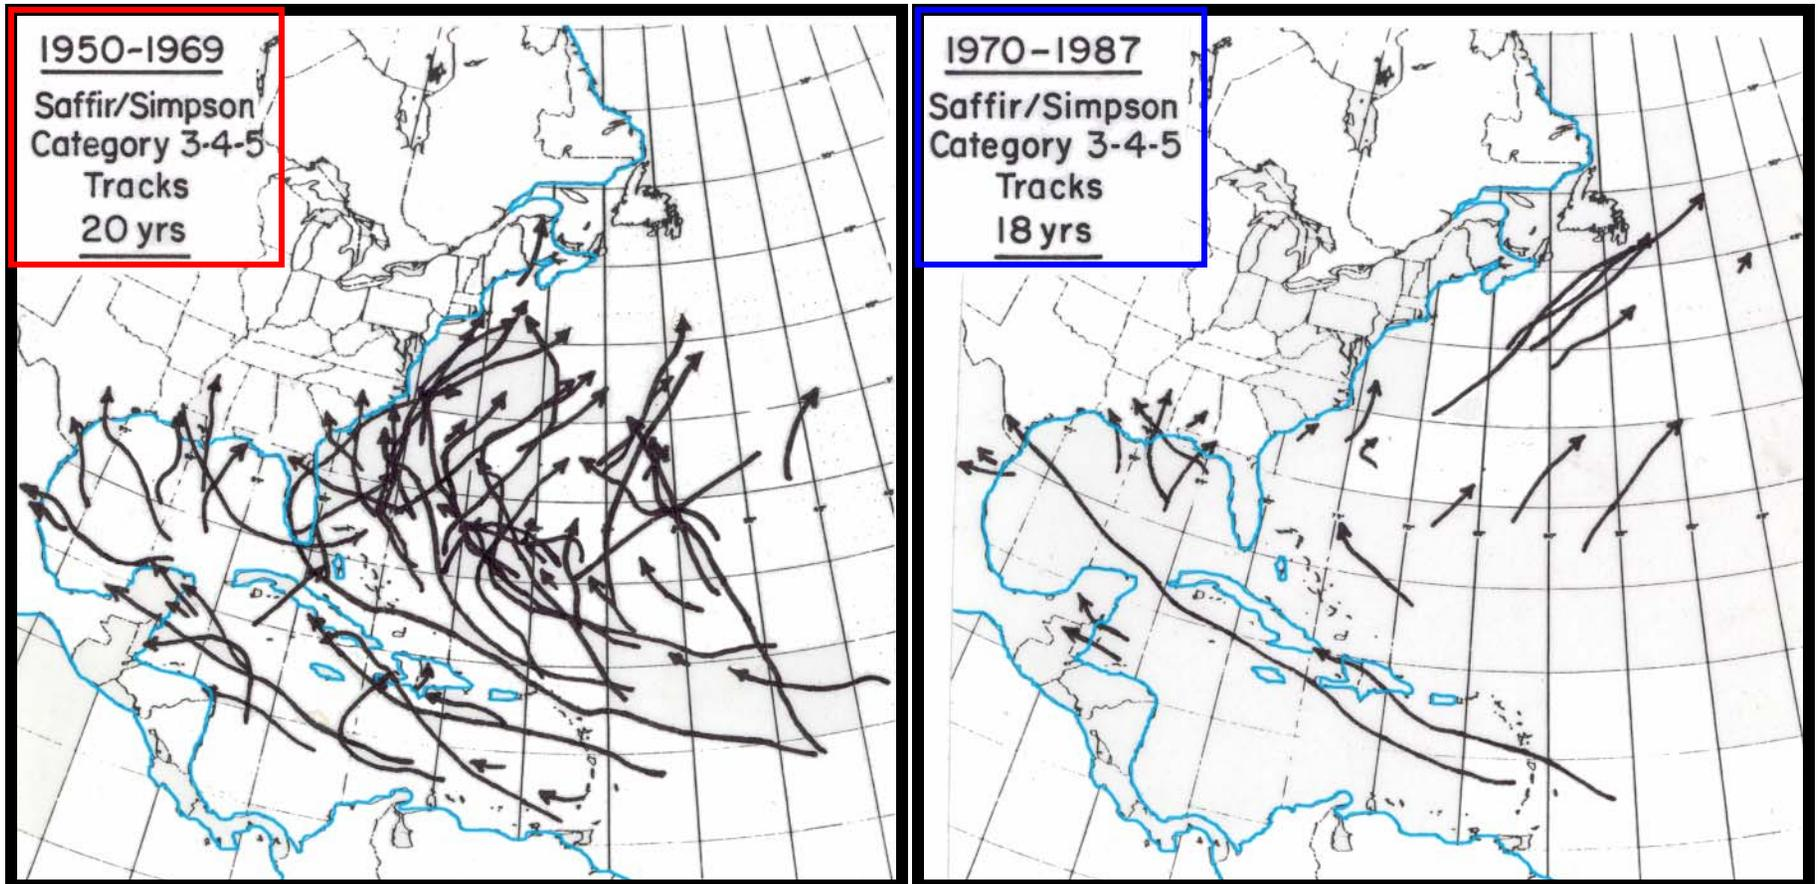 1950-1969
Saffir/Simpson
Category 3-4-5
Tracks
20 yrs
1970-1987
Saffir/Simpson
Category 3-4-5
Tracks
18 yrs